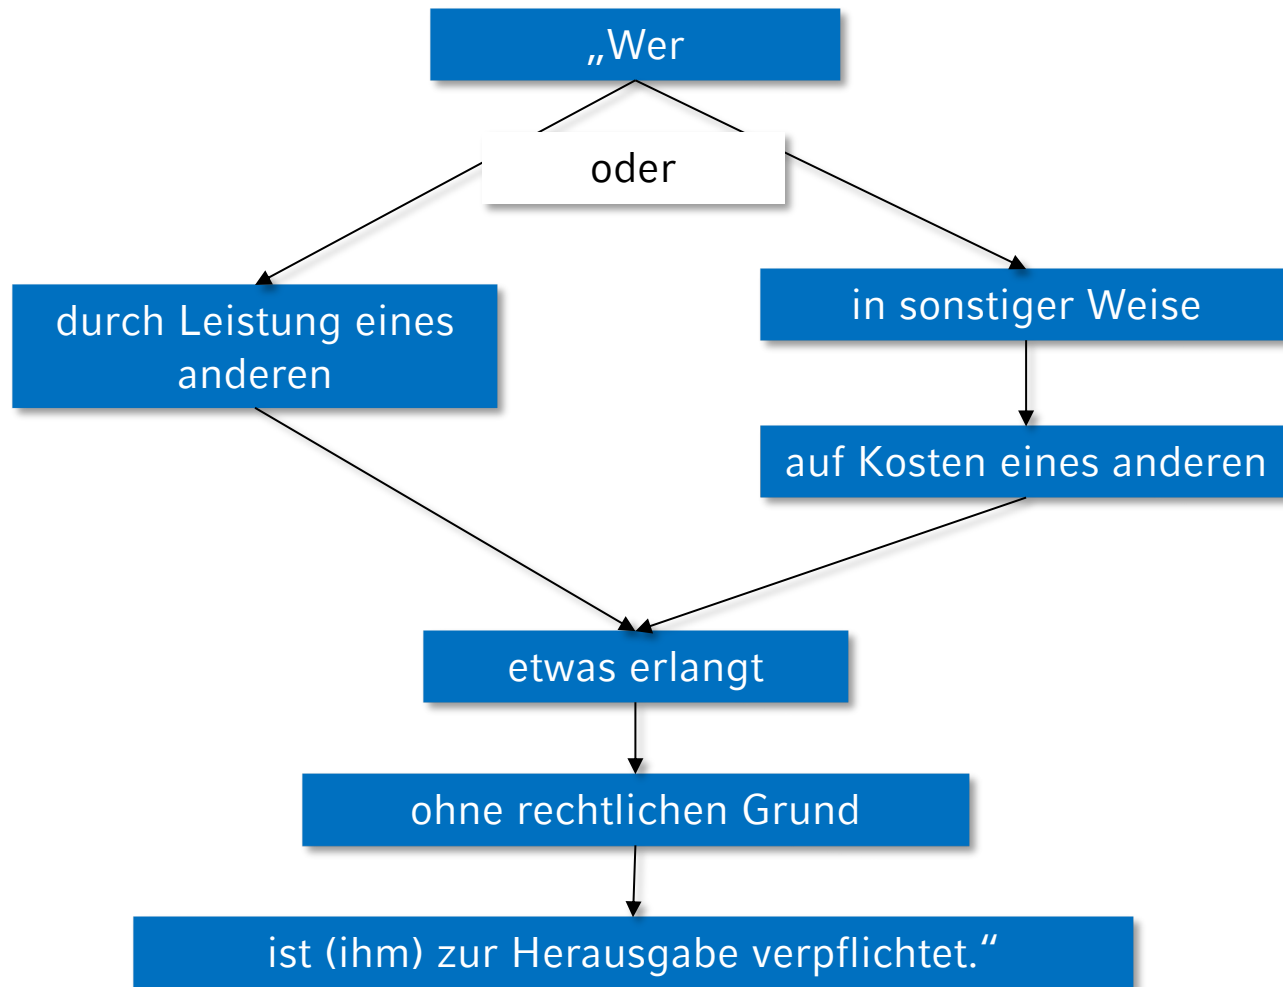 „Wer
oder
durch Leistung eines
anderen
in sonstiger Weise
auf Kosten eines anderen
etwas erlangt
ohne rechtlichen Grund
ist (ihm) zur Herausgabe verpflichtet.“